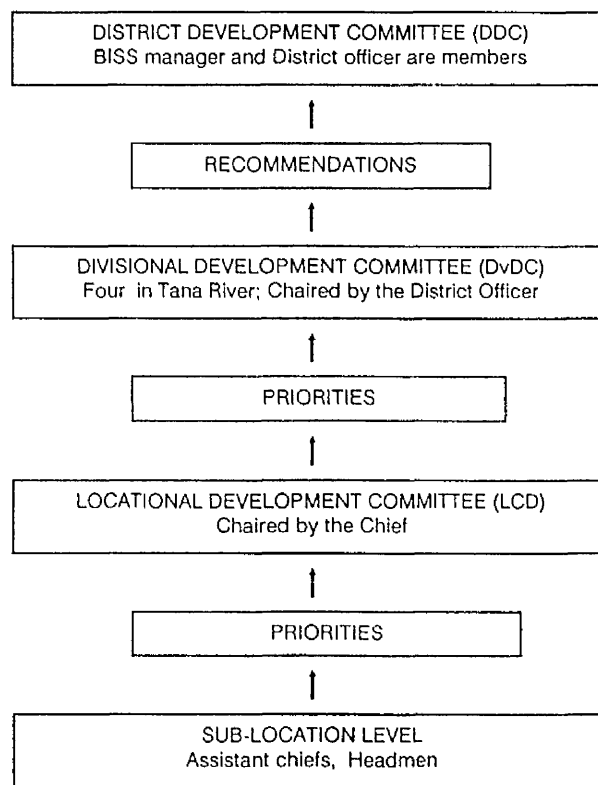 DISTRICT DEVELOPMENT COMMITTEE (DDC)
BISS manager and District officer are members
RECOMMENDATIONS
DIVISIONAL DEVELOPMENT COMMITTEE (DvDC)
Four in Tana River; Chaired by the District Officer
PRIORITIES
LOCATIONAL DEVELOPMENT COMMITTEE (LCD)
Chaired by the Chief
PRIORITIES
SUB-LOCATION LEVEL
Assistant chiefs, Headmen